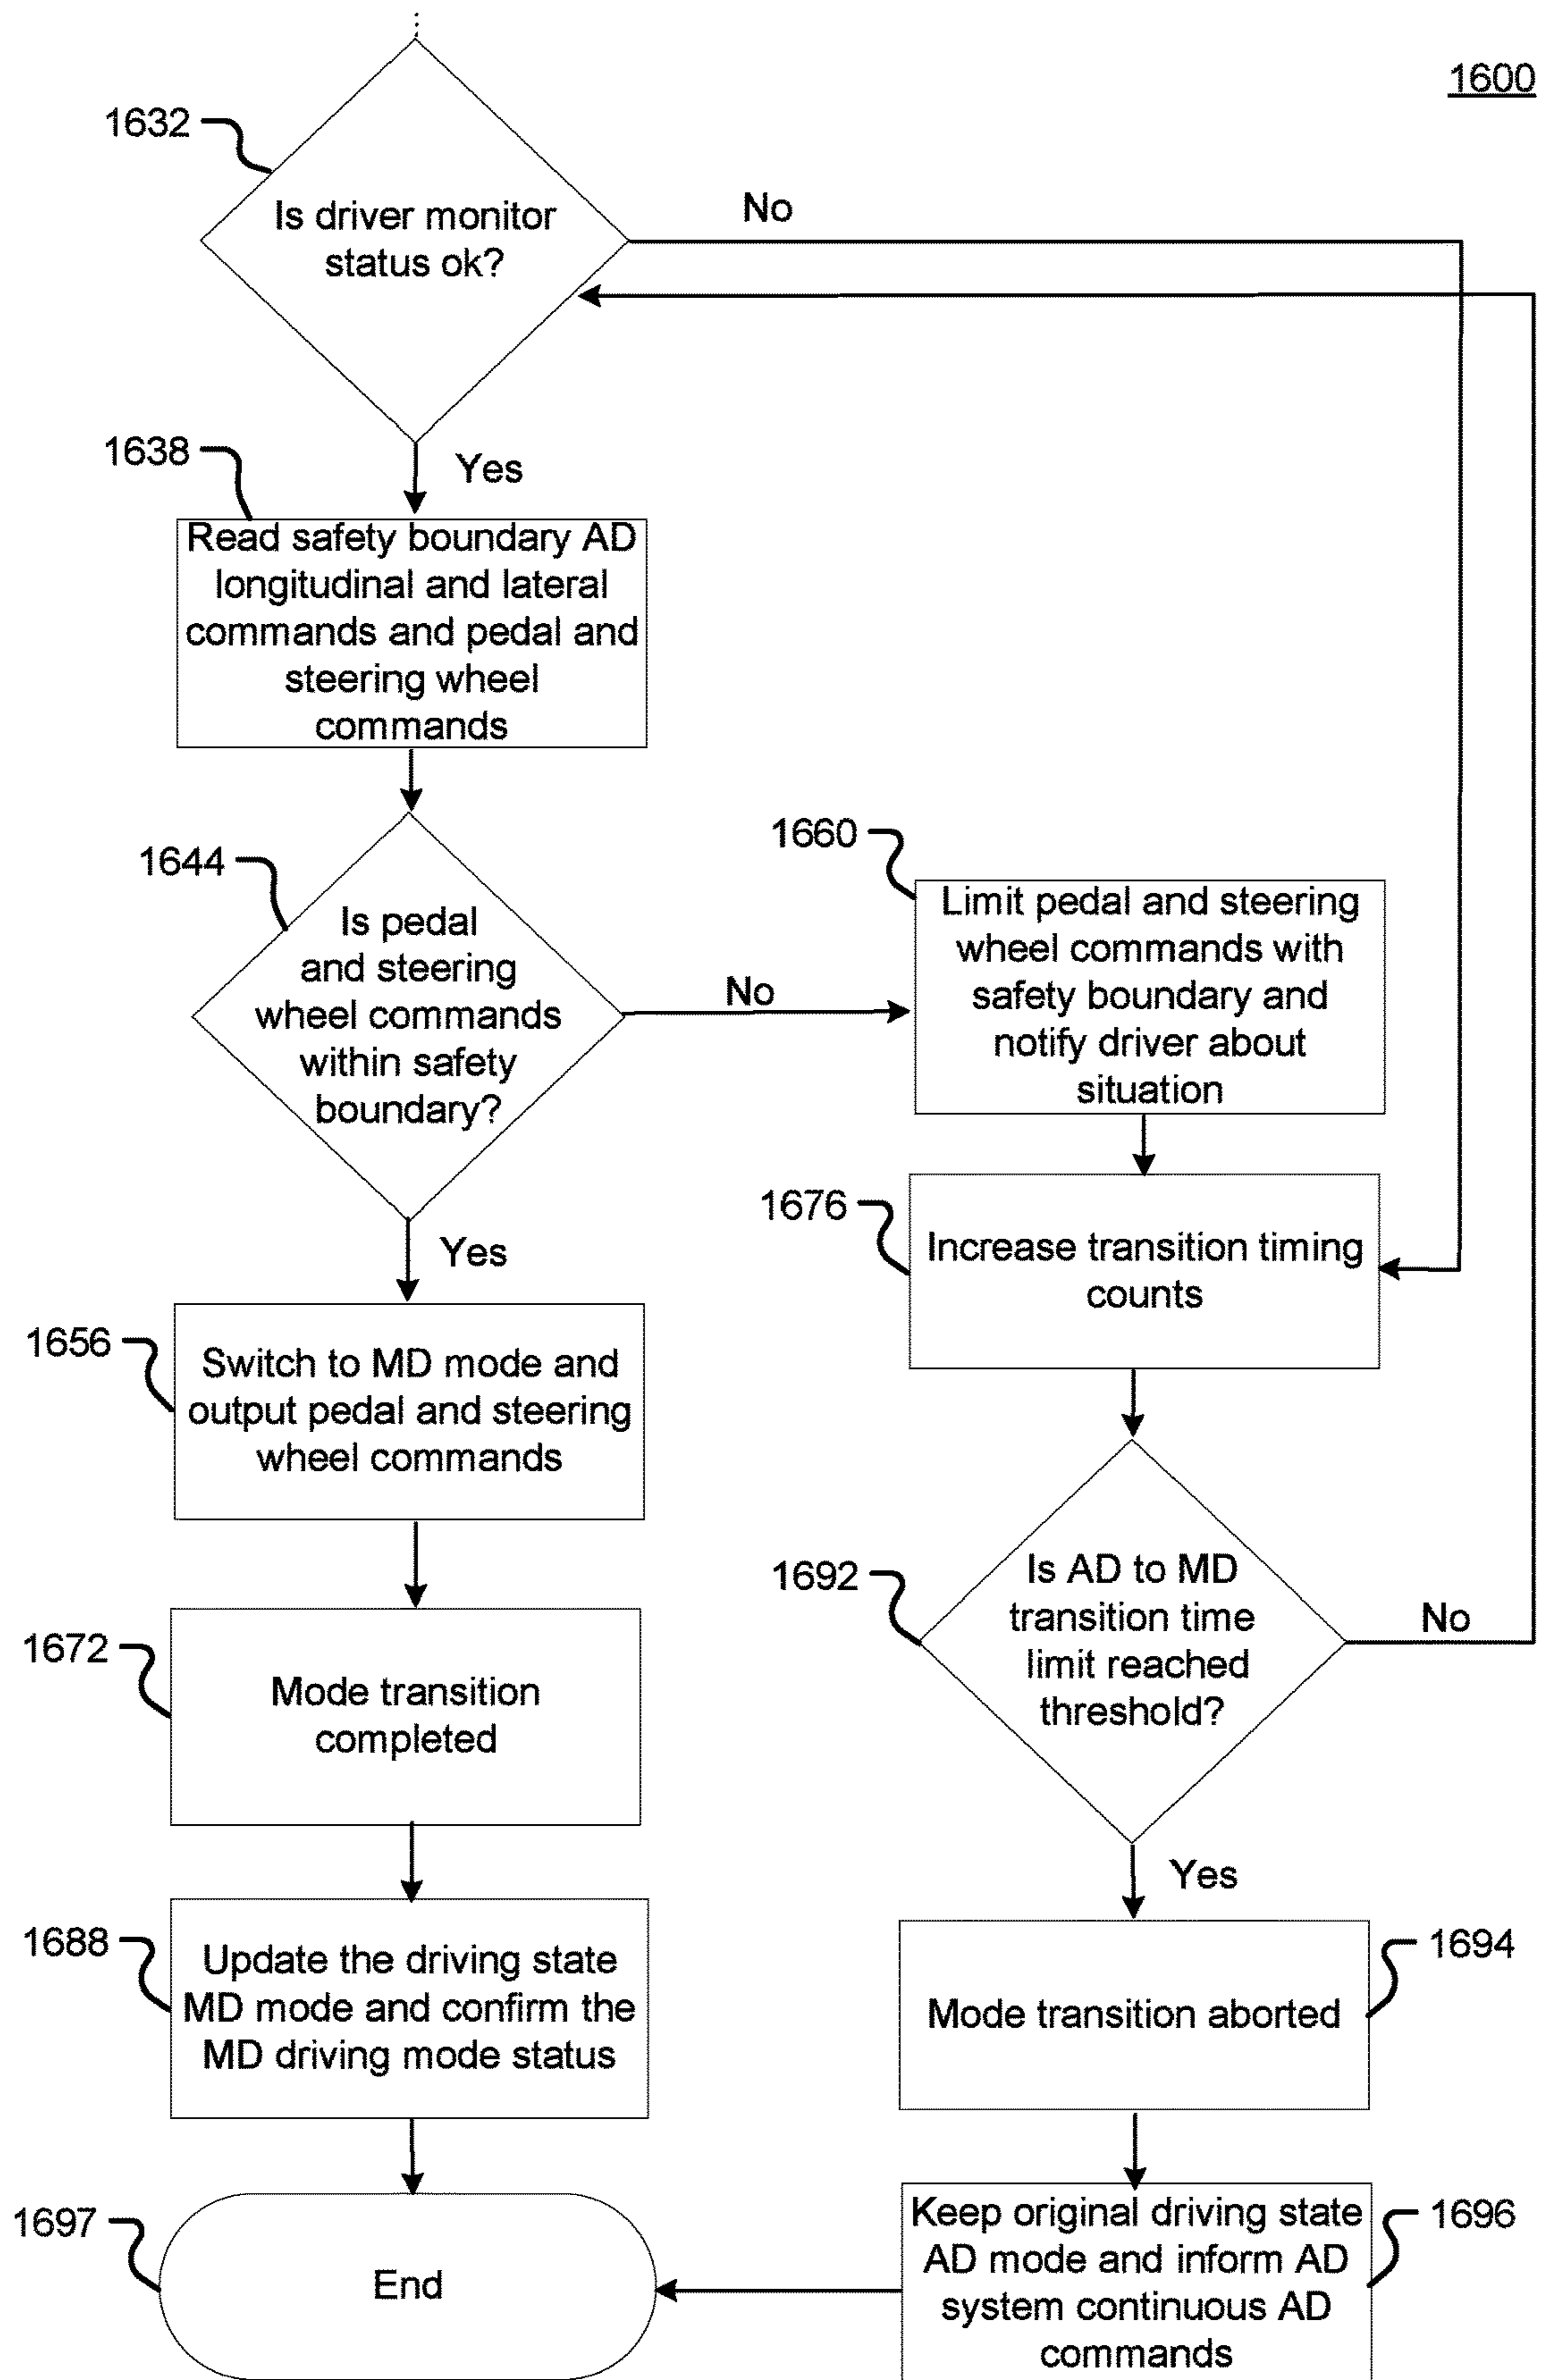 1600
1632
Is driver monitor
status ok?
No
Yes
1638
Read safety boundary AD
longitudinal and lateral
commands and pedal and
steering wheel
commands
1644
Is pedal
and steering
wheel commands
within safety
boundary?
No
Yes
1660
Limit pedal and steering
wheel commands with
safety boundary and
notify driver about
situation
1676
Increase transition timing
counts
1656
Switch to MD mode and
output pedal and steering
wheel commands
1692
Is AD to MD
transition time
limit reached
threshold?
No
Yes
1672
Mode transition
completed
1688
Update the driving state
MD mode and confirm the
MD driving mode status
1694
Mode transition aborted
1696
Keep original driving state
AD mode and inform AD
system continuous AD
commands
1697
End